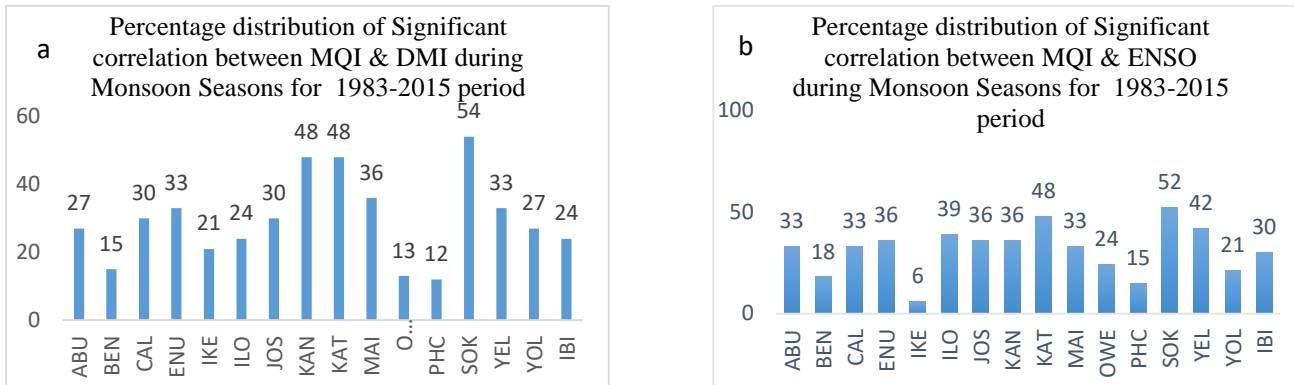 a
Percentage distribution of Significant
correlation between MQI & DMI during
Monsoon Seasons for 1983-2015
period
60
40
20
0
27
15
30
33
21
24
30
48
48
36
13
12
54
33
27
24
ABU
BEN
CAL
ENU
IKE
ILO
JOS
KAN
KAT
MAI
O...
PHC
SOK
YEL
YOL
IBI
b
Percentage distribution of Significant
correlation between MQI & ENSO
during Monsoon Seasons for 1983-2015
period
100
50
0
33
18
33
36
6
39
36
36
48
33
24
15
52
42
21
30
ABU
BEN
CAL
ENU
IKE
ILO
JOS
KAN
KAT
MAI
OWE
PHC
SOK
YEL
YOL
IBI